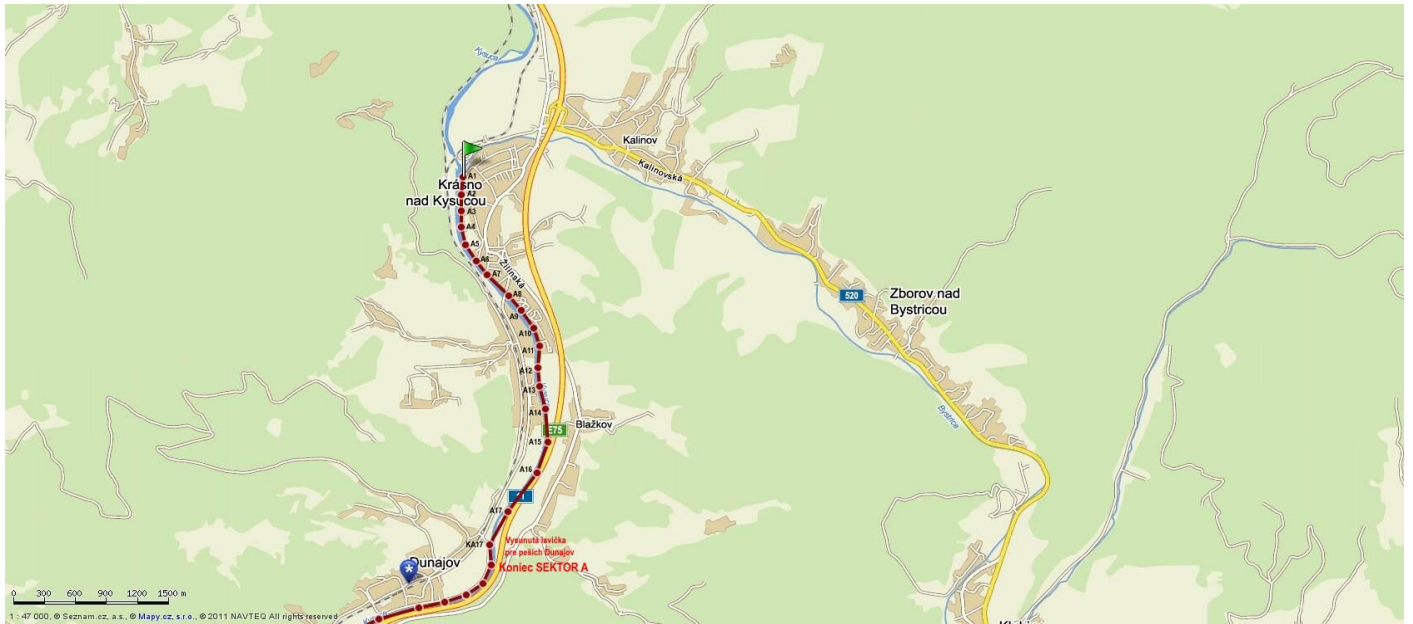 Kysuca
Kalinov
Kalinovská
A1
Krásno
nad Kysucou
A2
A3
A4
A5
A6
A7
Žilinská
A8
A9
A10
A11
A12
A13
A14
A15
A16
A17
KA17
520
Zborov nad
Bystricou
Bystrica
E75
Blažkov
Vysunutá lavička
pre peších Dunajov
Koniec SEKTOR A
Dunajov
0 300 600 900 1200 1500 m
1 : 47 000, © Seznam.cz, a.s., © Mapy.cz, s.r.o., © 2011 NAVTEQ All rights reserved